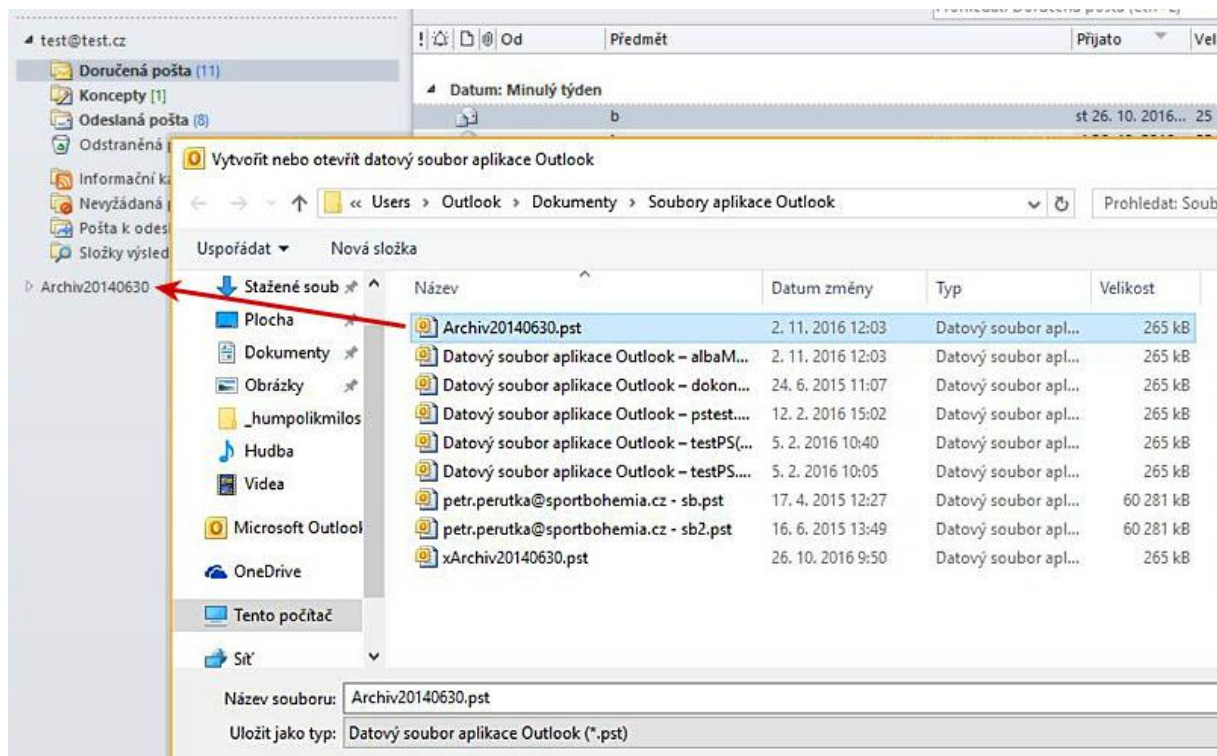 test@test.cz
Doručená pošta (11)
Koncepty [1]
Odeslaná pošta (8)
Odstraněná
Informační
Nevyžádaná
Pošta k
Složky
Archiv20140630
! Od Předmět Přijato Vel
Datum: Minulý týden
b st 26. 10. 2016... 25
Vytvořit nebo otevřít datový soubor aplikace Outlook
« Users › Outlook › Dokumenty › Soubory aplikace Outlook
Prohledat: Soub
Uspořádat Nová složka
Stažené soub
Plocha
Dokumenty
Obrázky
_humpolikmilos
Hudba
Videa
Microsoft Outlook
OneDrive
Tento počítač
Síť
Název Datum změny Typ Velikost
Archiv20140630.pst 2. 11. 2016 12:03 Datový soubor apl... 265 kB
Datový soubor aplikace Outlook – albaM... 2. 11. 2016 12:03 Datový soubor apl... 265 kB
Datový soubor aplikace Outlook – dokon... 24. 6. 2015 11:07 Datový soubor apl... 265 kB
Datový soubor aplikace Outlook – pstest.... 12. 2. 2016 15:02 Datový soubor apl... 265 kB
Datový soubor aplikace Outlook – testPS(... 5. 2. 2016 10:40 Datový soubor apl... 265 kB
Datový soubor aplikace Outlook – testPS.... 5. 2. 2016 10:05 Datový soubor apl... 265 kB
petr.perutka@sportbohemia.cz - sb.pst 17. 4. 2015 12:27 Datový soubor apl... 60 281 kB
petr.perutka@sportbohemia.cz - sb2.pst 16. 6. 2015 13:49 Datový soubor apl... 60 281 kB
xArchiv20140630.pst 26. 10. 2016 9:50 Datový soubor apl... 265 kB
Název souboru: Archiv20140630.pst
Uložit jako typ: Datový soubor aplikace Outlook (*.pst)